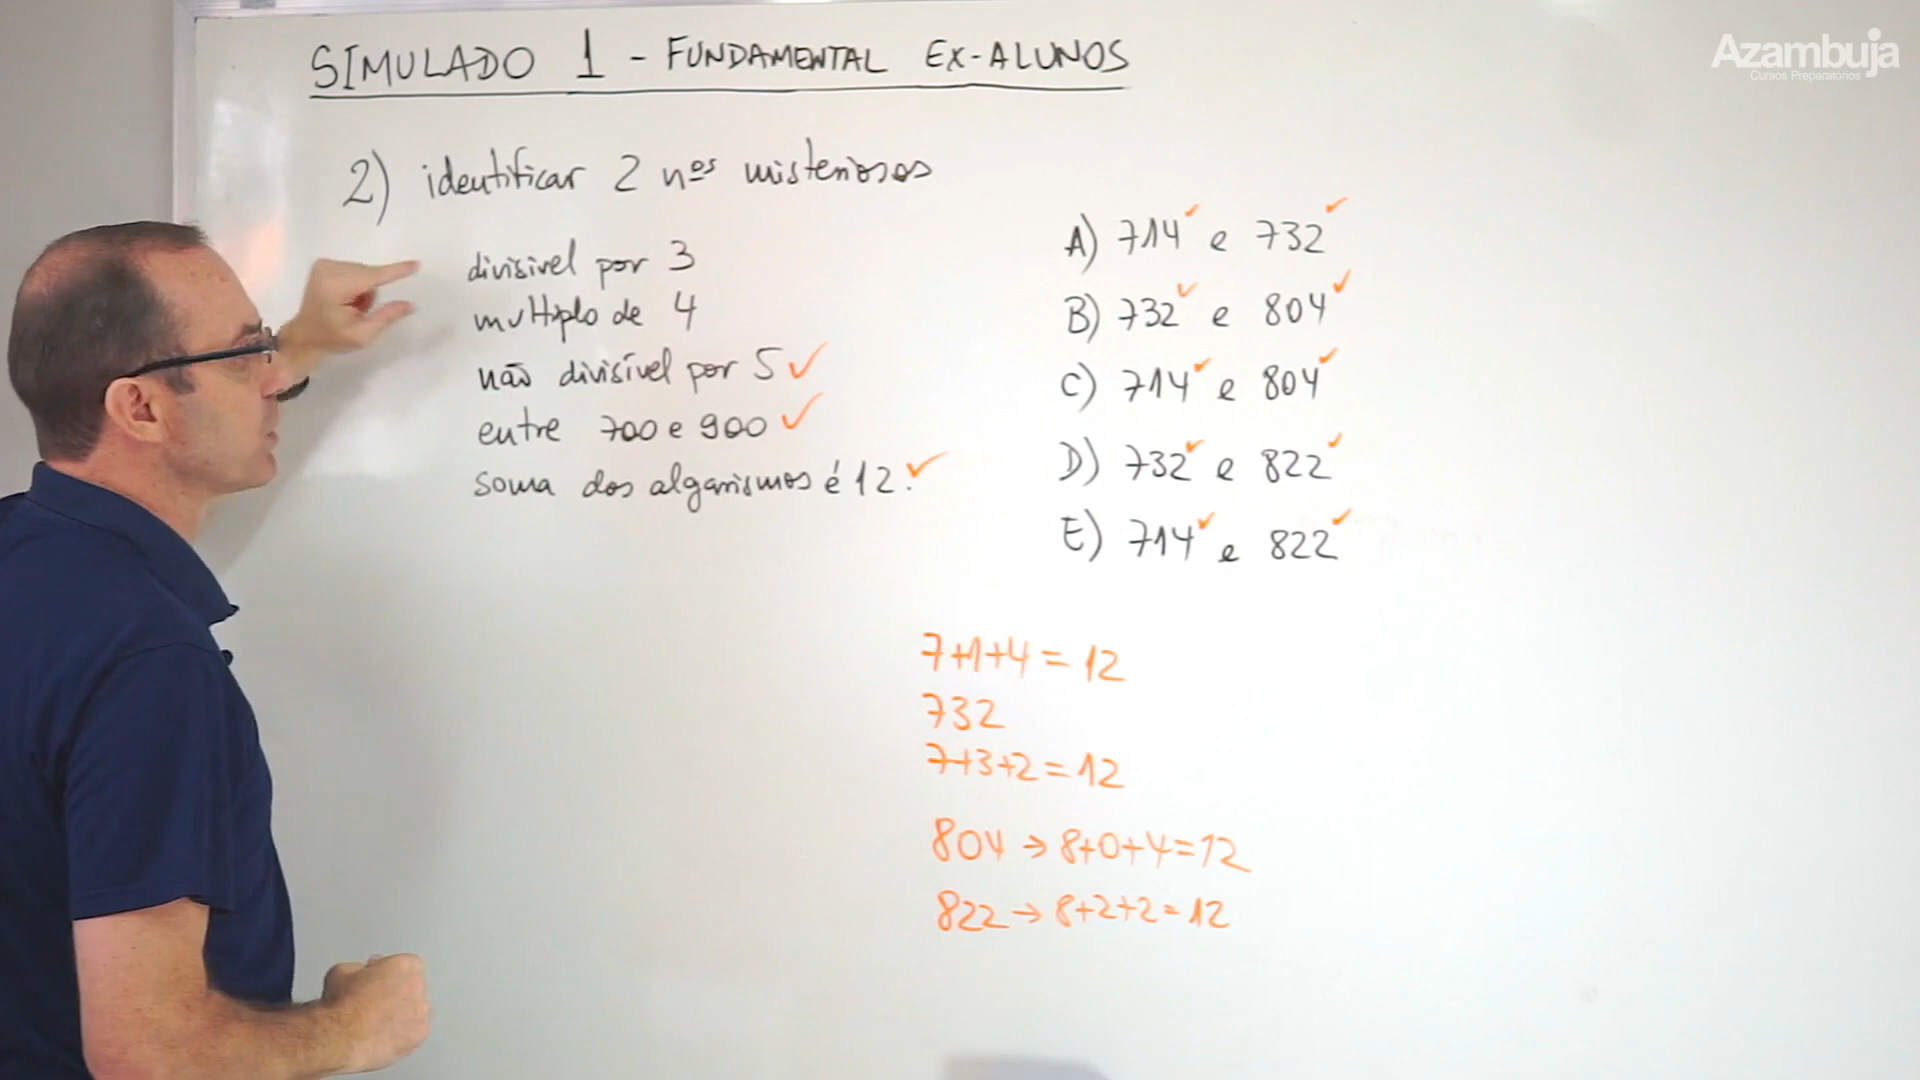 SIMULADO 1 - FUNDAMENTAL EX-ALUNOS
Azambuja
Cursos Preparatórios
2) identificar 2 nºs misteriosos
divisivel por 3
multiplo de 4
não divisível por 5 ✓
entre 700 e 900 ✓
soma dos algarismos é 12. ✓
A) 714 ✓ e 732 ✓
B) 732 ✓ e 804 ✓
C) 714 ✓ e 804 ✓
D) 732 ✓ e 822 ✓
E) 714 ✓ e 822 ✓
7+1+4 = 12
732
7+3+2 = 12
804 → 8+0+4 = 12
822 → 8+2+2 = 12